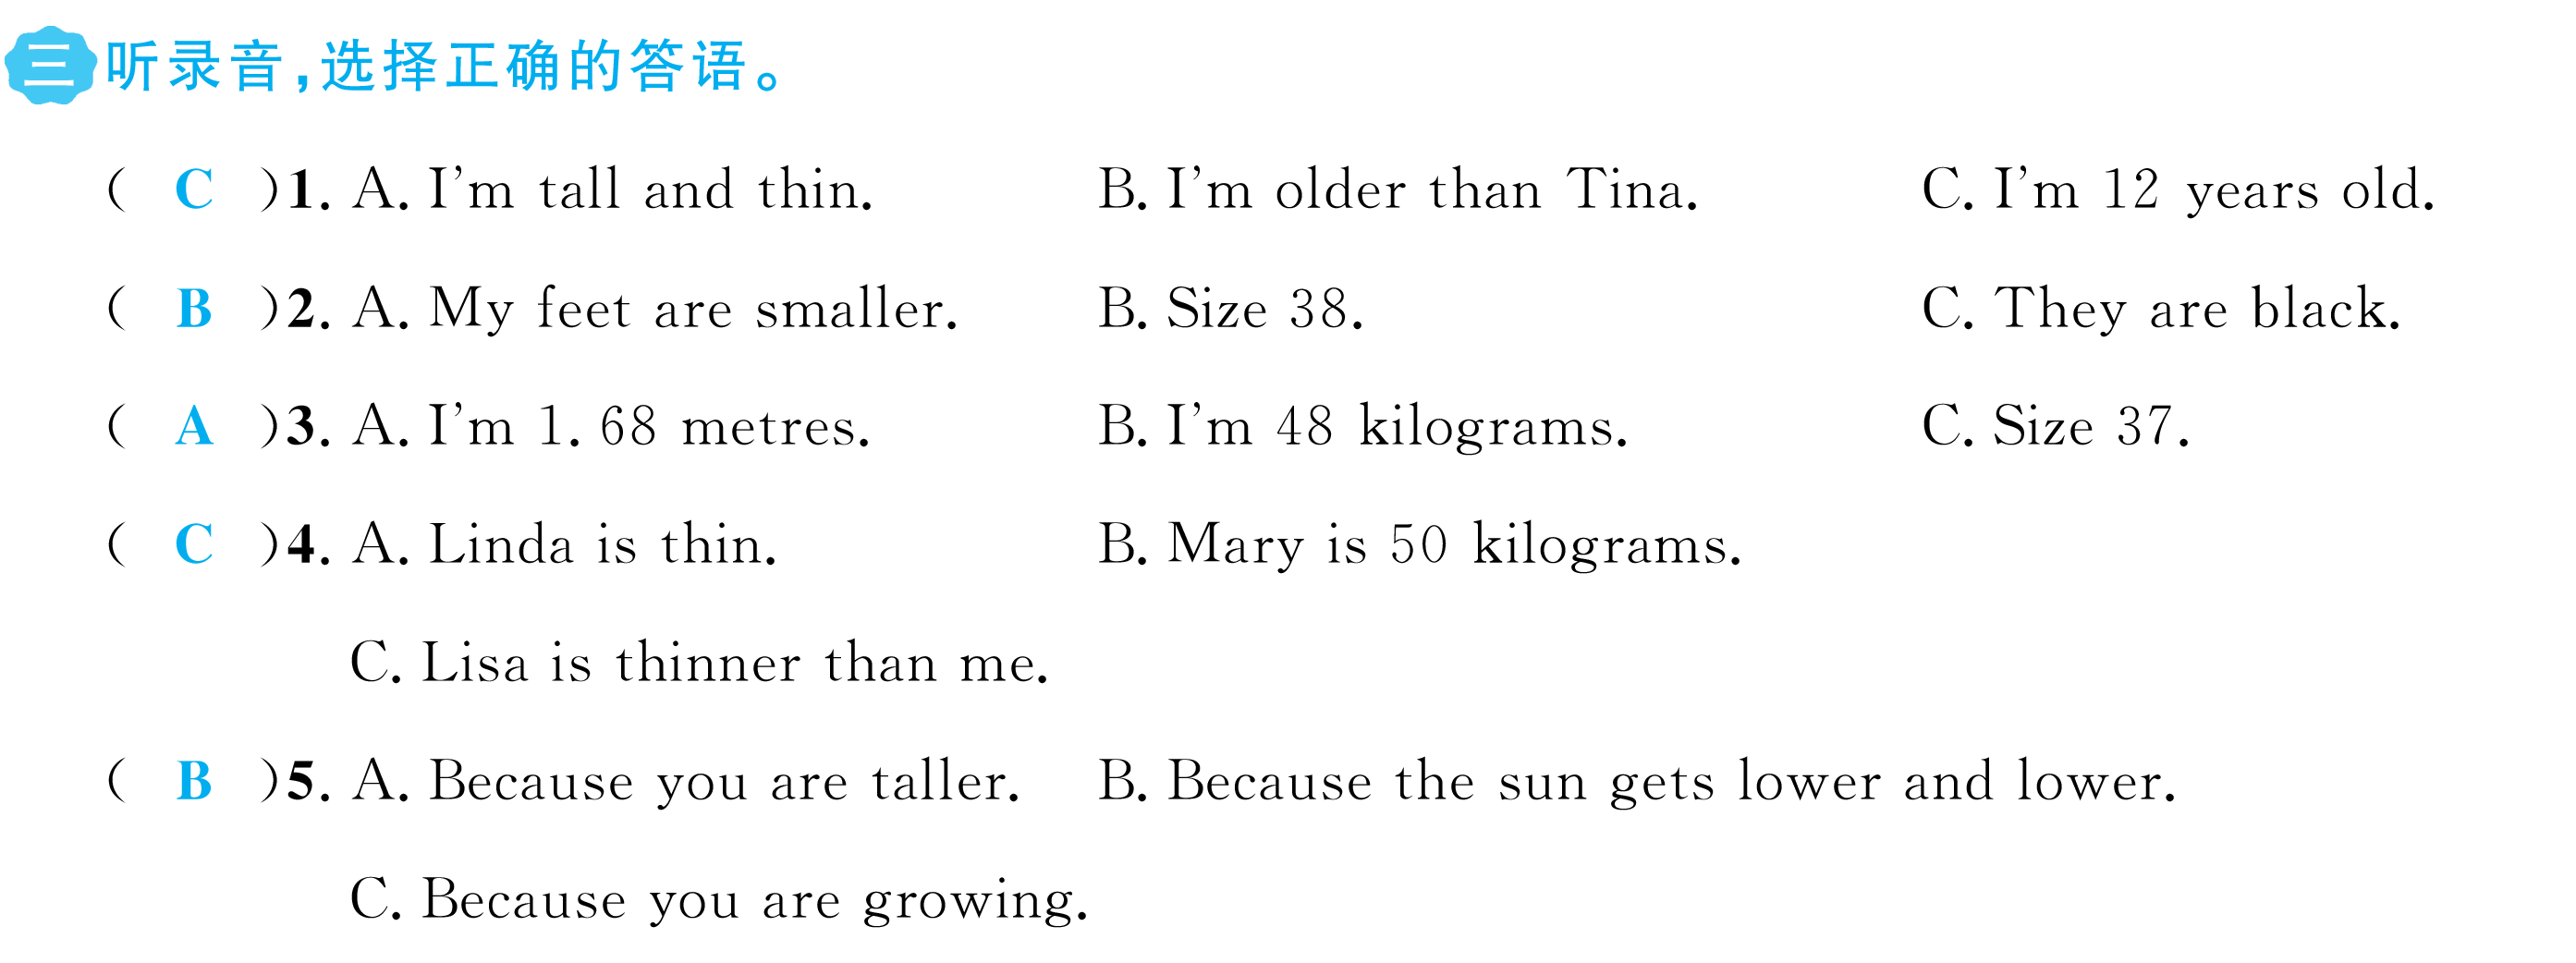 三 听录音,选择正确的答语。
( C )1. A. I'm tall and thin. B. I'm older than Tina. C. I'm 12 years old.
( B )2. A. My feet are smaller. B. Size 38. C. They are black.
( A )3. A. I'm 1.68 metres. B. I'm 48 kilograms. C. Size 37.
( C )4. A. Linda is thin. B. Mary is 50 kilograms.
C. Lisa is thinner than me.
( B )5. A. Because you are taller. B. Because the sun gets lower and lower.
C. Because you are growing.